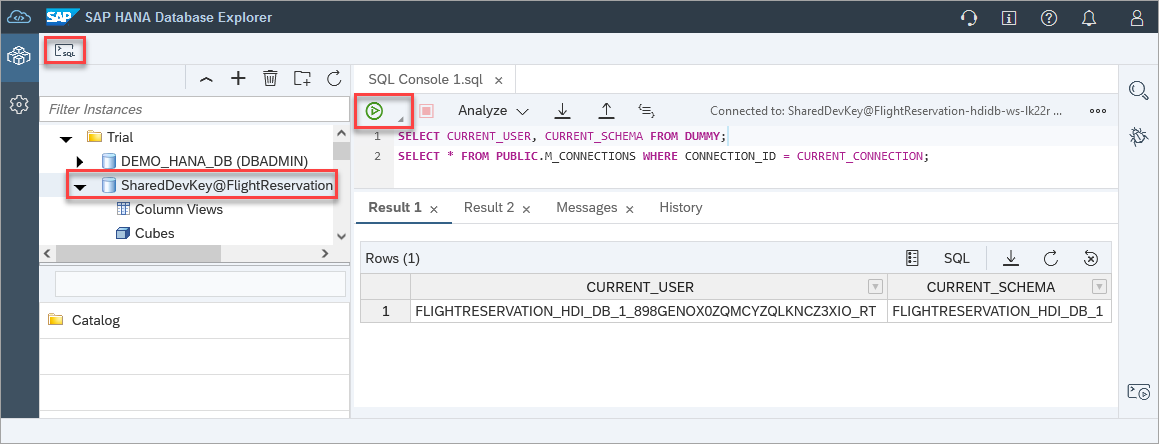 SAP SAP HANA Database Explorer
SQL
Filter Instances
Trial
DEMO_HANA_DB (DBADMIN)
SharedDevKey@FlightReservation
Column Views
Cubes
Catalog
SQL Console 1.sql ×
Analyze
Connected to: SharedDevKey@FlightReservation-hdidb-ws-lk22r ...
1 SELECT CURRENT_USER, CURRENT_SCHEMA FROM DUMMY;
2 SELECT * FROM PUBLIC.M_CONNECTIONS WHERE CONNECTION_ID = CURRENT_CONNECTION;
Result 1 × Result 2 × Messages × History
Rows (1) SQL
CURRENT_USER CURRENT_SCHEMA
1 FLIGHTRESERVATION_HDI_DB_1_898GENOX0ZQMCYZQLKNCZ3XIO_RT FLIGHTRESERVATION_HDI_DB_1